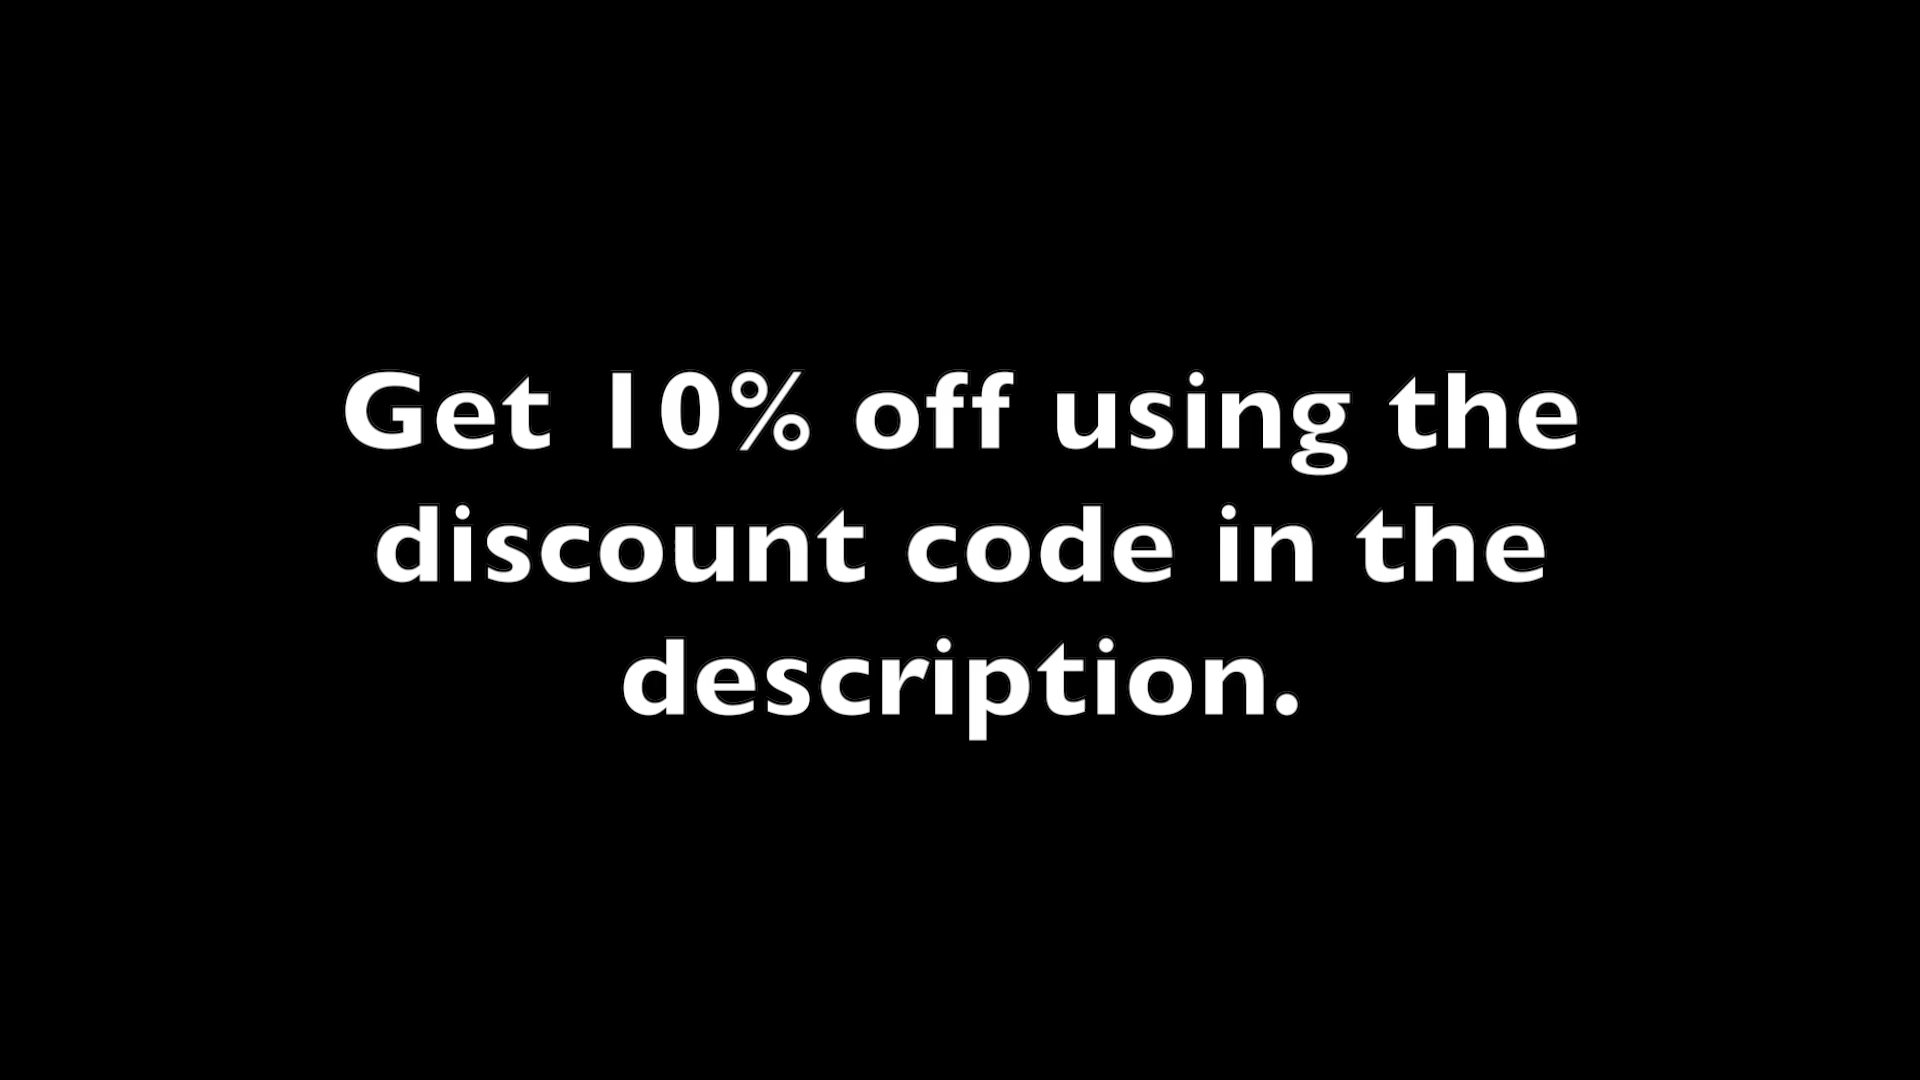 Get 10% off using the
discount code in the
description.